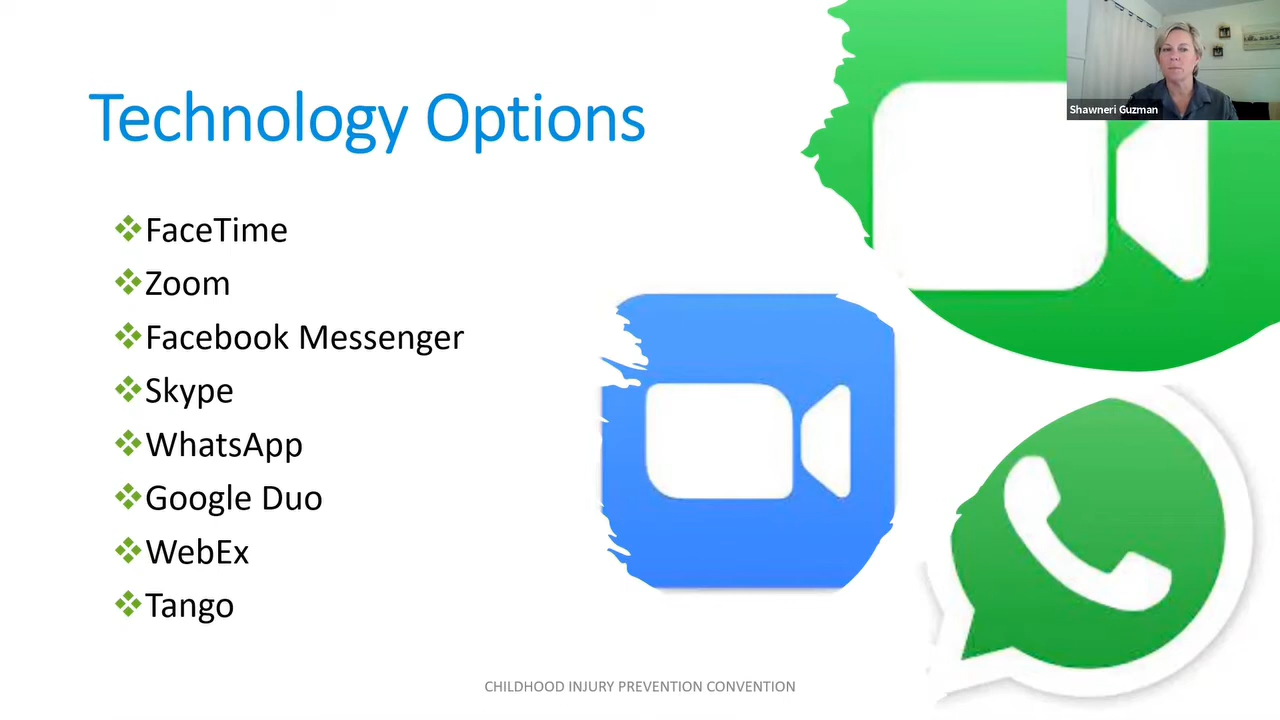 Technology Options
FaceTime
Zoom
Facebook Messenger
Skype
WhatsApp
Google Duo
WebEx
Tango
CHILDHOOD INJURY PREVENTION CONVENTION
Shawneri Guzman